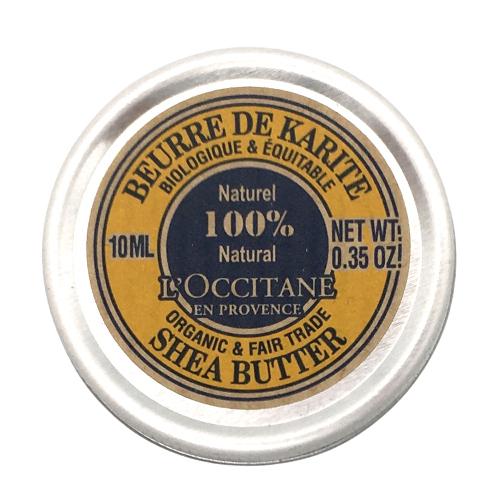 BEURRE DE KARITÉ
BIOLOGIQUE & ÉQUITABLE
Naturel
100%
Natural
10ML
NET WT:
0.35 OZ!
L'OCCITANE
EN PROVENCE
ORGANIC & FAIR TRADE
SHEA BUTTER